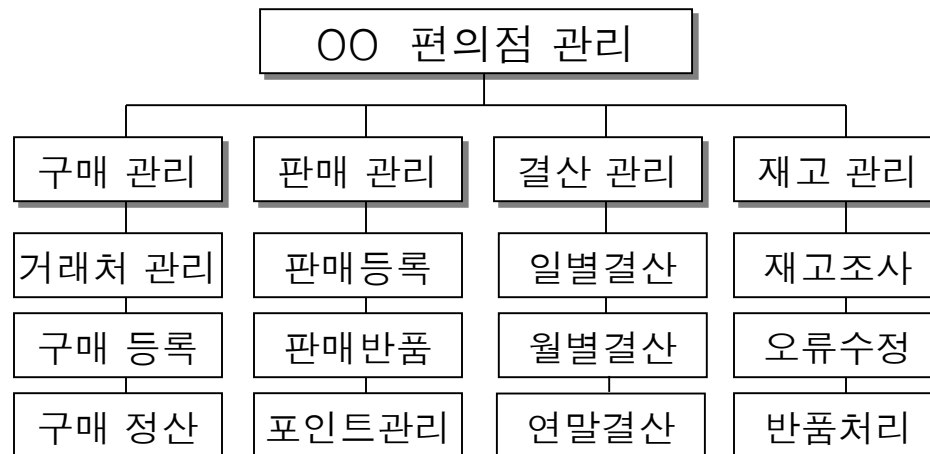 OO 편의점 관리
구매 관리 판매 관리 결산 관리 재고 관리
거래처 관리 판매등록 일별결산 재고조사
구매 등록 판매반품 월별결산 오류수정
구매 정산 포인트관리 연말결산 반품처리